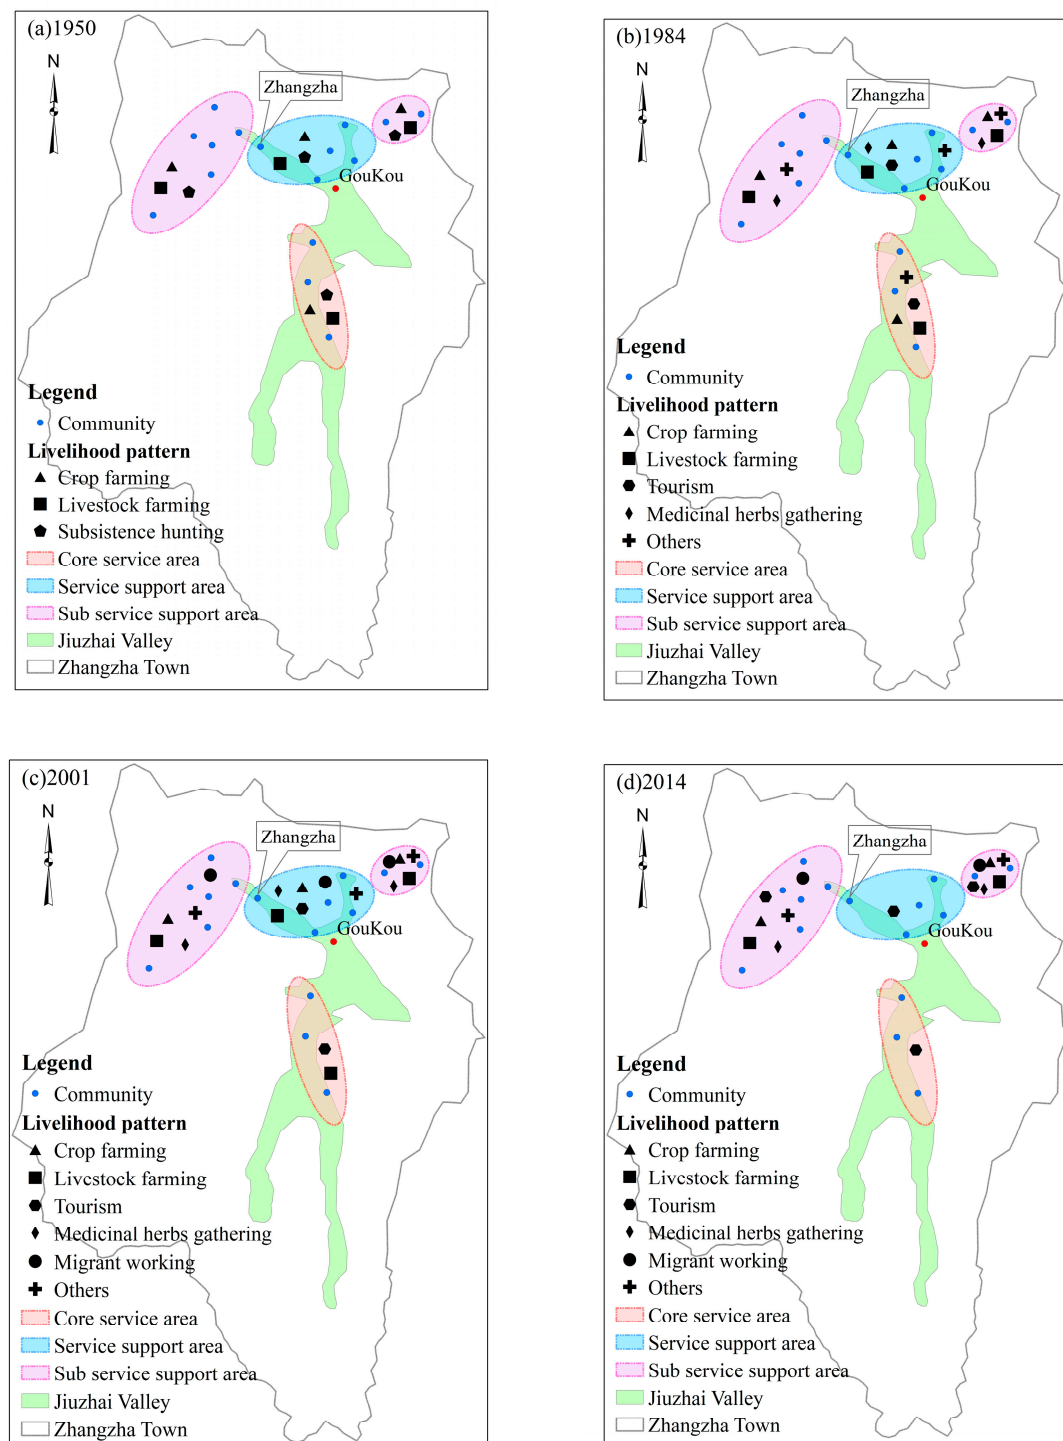 (a)1950
N
Zhangzha
GouKou
Legend
Community
Livelihood pattern
Crop farming
Livestock farming
Subsistence hunting
Core service area
Service support area
Sub service support area
Jiuzhai Valley
Zhangzha Town
(b)1984
N
Zhangzha
GouKou
Legend
Community
Livelihood pattern
Crop farming
Livestock farming
Tourism
Medicinal herbs gathering
Others
Core service area
Service support area
Sub service support area
Jiuzhai Valley
Zhangzha Town
(c)2001
N
Zhangzha
GouKou
Legend
Community
Livelihood pattern
Crop farming
Livcstock farming
Tourism
Medicinal herbs gathering
Migrant working
Others
Core service area
Service support area
Sub service support area
Jiuzhai Valley
Zhangzha Town
(d)2014
N
Zhangzha
GouKou
Legend
Community
Livelihood pattern
Crop farming
Livcstock farming
Tourism
Medicinal herbs gathering
Migrant working
Others
Core service area
Service support area
Sub service support area
Jiuzhai Valley
Zhangzha Town